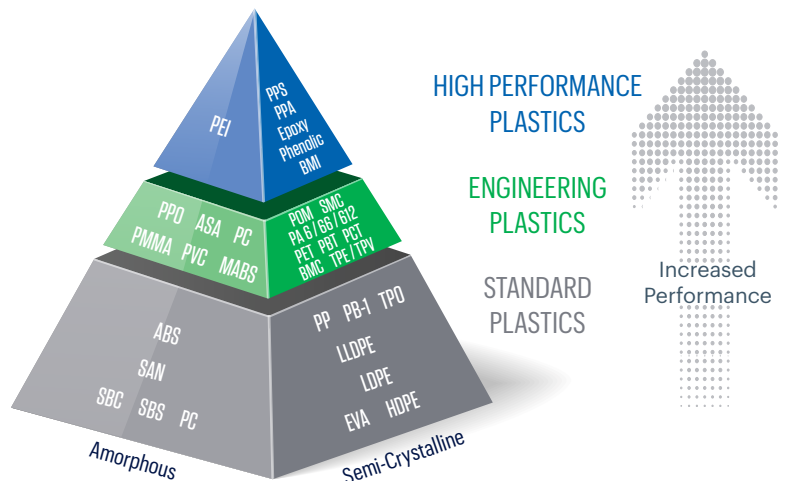 PEI
PPS
PPA
Epoxy
Phenolic
BMI
HIGH PERFORMANCE
PLASTICS
PPO ASA PC
PMMA PVC MABS
POM SMC
PA 6 / 66 / 612
PET PBT PCT
BMC TPE / TPV
ENGINEERING
PLASTICS
ABS
SAN
SBC SBS PC
PP PB-1 TPO
LLDPE
LDPE
EVA HDPE
STANDARD
PLASTICS
Increased
Performance
Amorphous
Semi-Crystalline